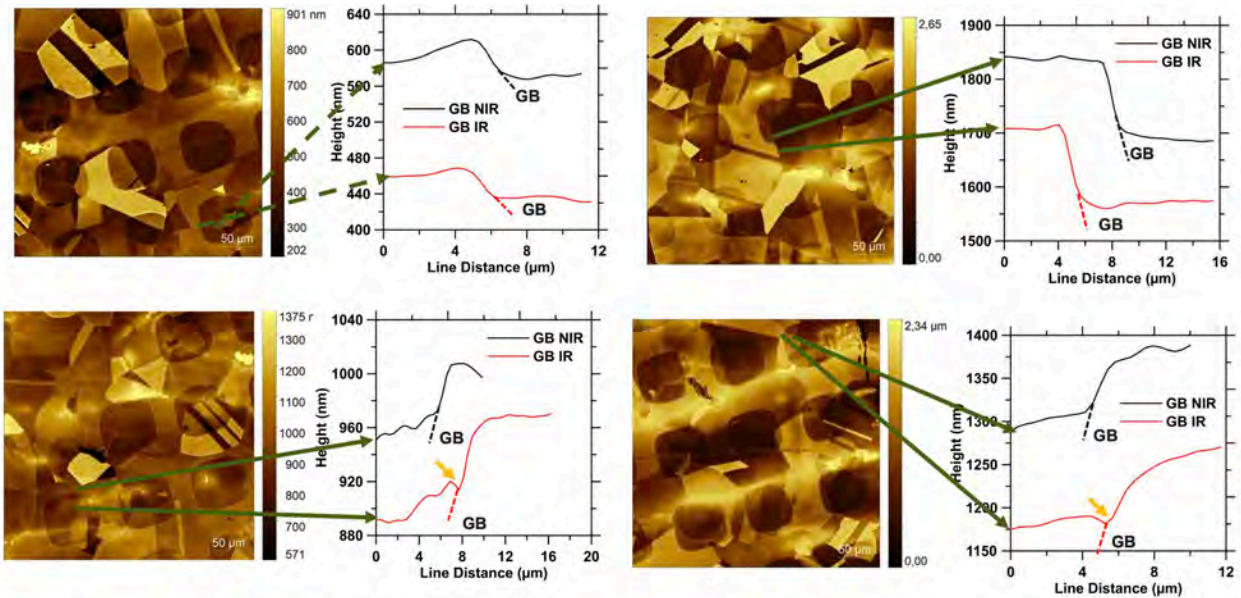 901 nm
800
700
600
500
400
300
202
50 µm
Height (nm)
640
600
560
520
480
440
400
GB NIR
GB IR
GB
GB
0 4 8 12
Line Distance (µm)
2,65
0,00
50 µm
Height (nm)
1900
1800
1700
1600
1500
GB NIR
GB IR
GB
GB
0 4 8 12 16
Line Distance (µm)
1375 r
1300
1200
1100
1000
900
800
700
571
50 µm
Height (nm)
1040
1000
960
920
880
GB NIR
GB IR
GB
GB
0 4 8 12 16 20
Line Distance (µm)
2,34 µm
0,00
50 µm
Height (nm)
1400
1350
1300
1250
1200
1150
GB NIR
GB IR
GB
GB
0 4 8 12
Line Distance (µm)